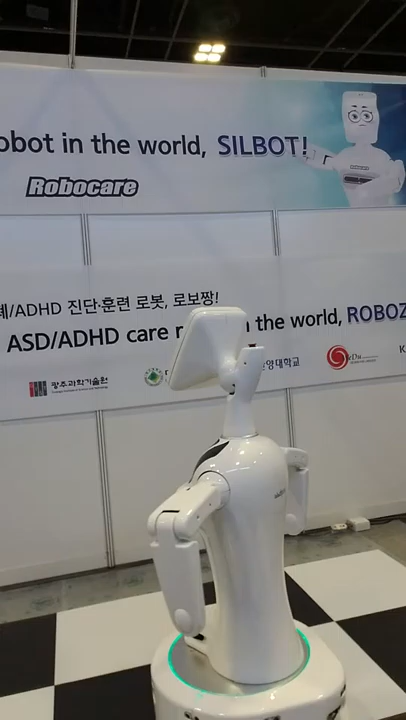 obot in the world, SILBOT!
Robocare
폐/ADHD 진단·훈련 로봇, 로보짱!
ASD/ADHD care r the world, ROBOZ
광주과학기술원
양대학교
eDu
K